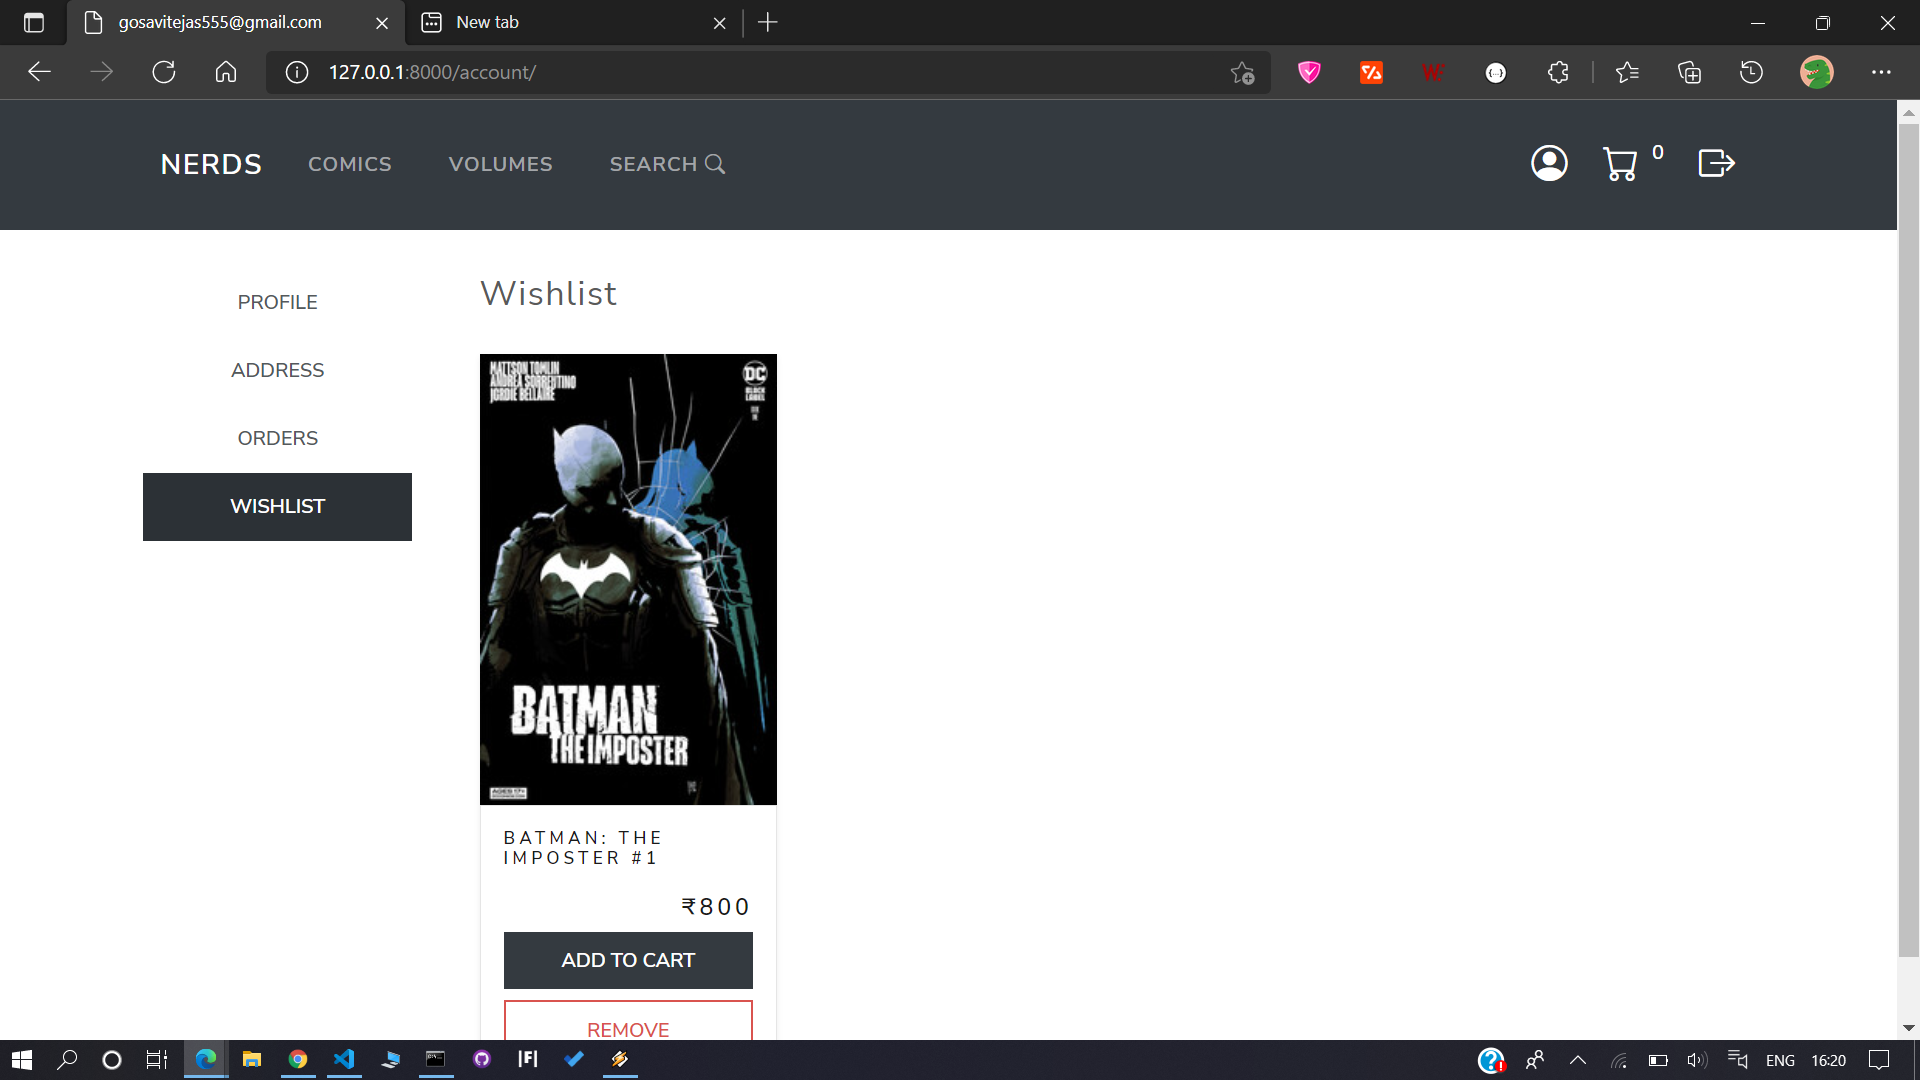 gosavitejas555@gmail.com
New tab
127.0.0.1:8000/account/
NERDS
COMICS
VOLUMES
SEARCH
0
PROFILE
ADDRESS
ORDERS
WISHLIST
Wishlist
MATTSON TOMLIN
ANDREA SORRENTINO
JORDIE BELLAIRE
DC
BLACK
LABEL
BATMAN
THE IMPOSTER
AGES 17+
BATMAN: THE
IMPOSTER #1
₹800
ADD TO CART
REMOVE
ENG
16:20